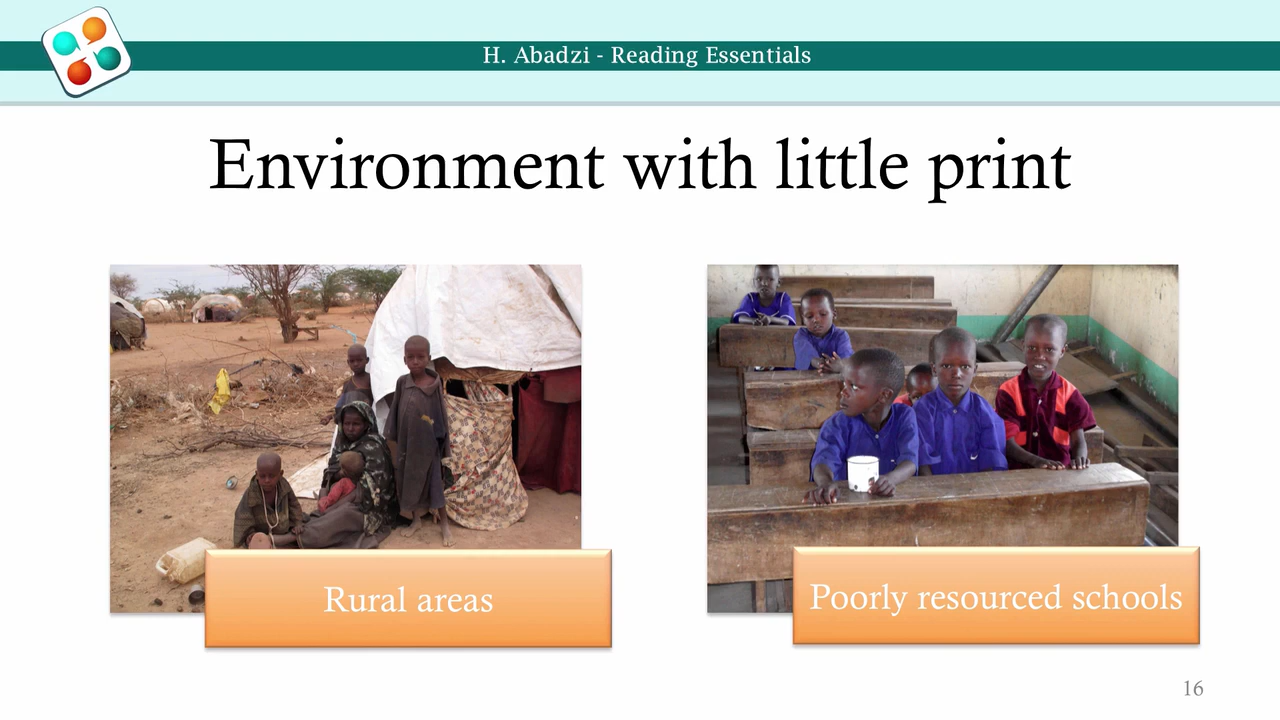 H. Abadzi - Reading Essentials
Environment with little print
Rural areas
Poorly resourced schools
16